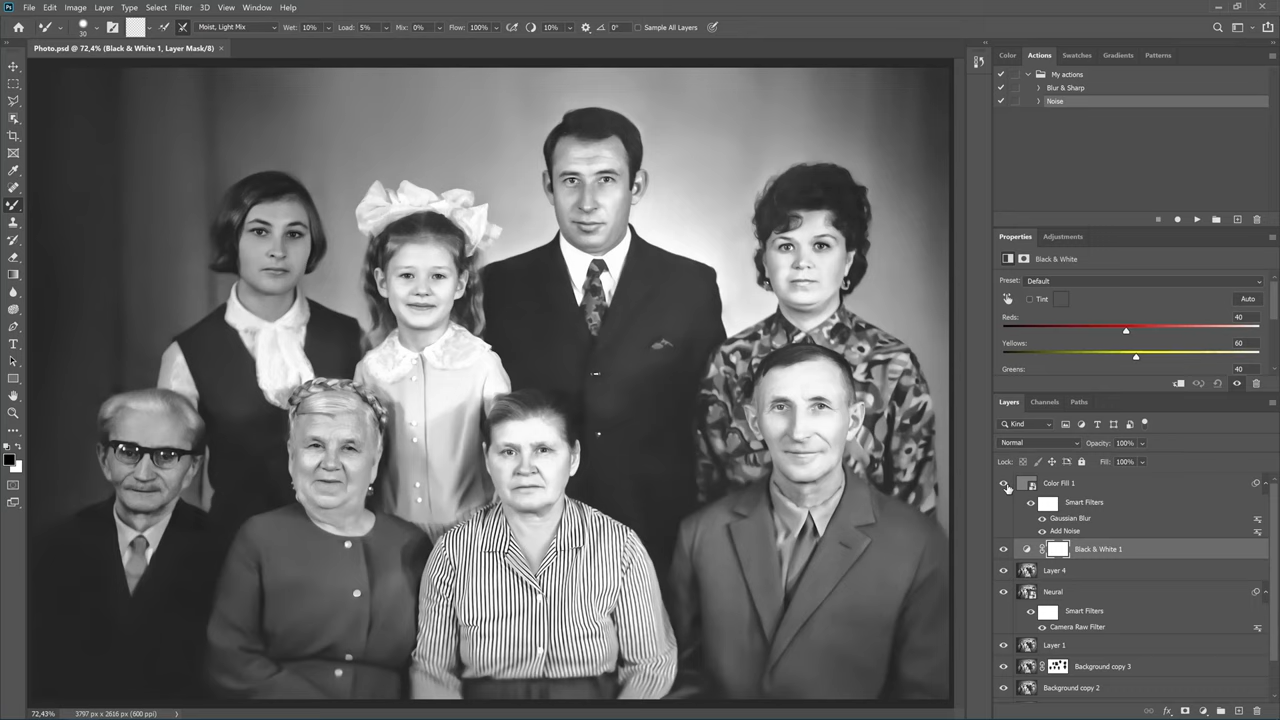 Ps File Edit Image Layer Type Select Filter 3D View Window Help
30 Moist, Light Mix Wet: 10% Load: 5% Mix: 0% Flow: 100% 10% 0° Sample All Layers
Photo.psd @ 72,4% (Black & White 1, Layer Mask/8) ×
Color Actions Swatches Gradients Patterns
My actions
Blur & Sharp
Noise
Properties Adjustments
Black & White
Preset: Default
Tint Auto
Reds: 40
Yellows: 60
Greens: 40
Layers Channels Paths
Kind
Normal Opacity: 100%
Lock: Fill: 100%
Color Fill 1
Smart Filters
Gaussian Blur
Add Noise
Black & White 1
Layer 4
Neural
Smart Filters
Camera Raw Filter
Layer 1
Background copy 3
Background copy 2
72,43% 3797 px x 2616 px (600 ppi)
fx